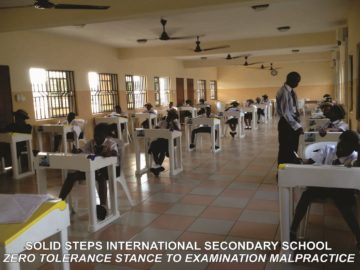 SOLID STEPS INTERNATIONAL SECONDARY SCHOOL
ZERO TOLERANCE STANCE TO EXAMINATION MALPRACTICE